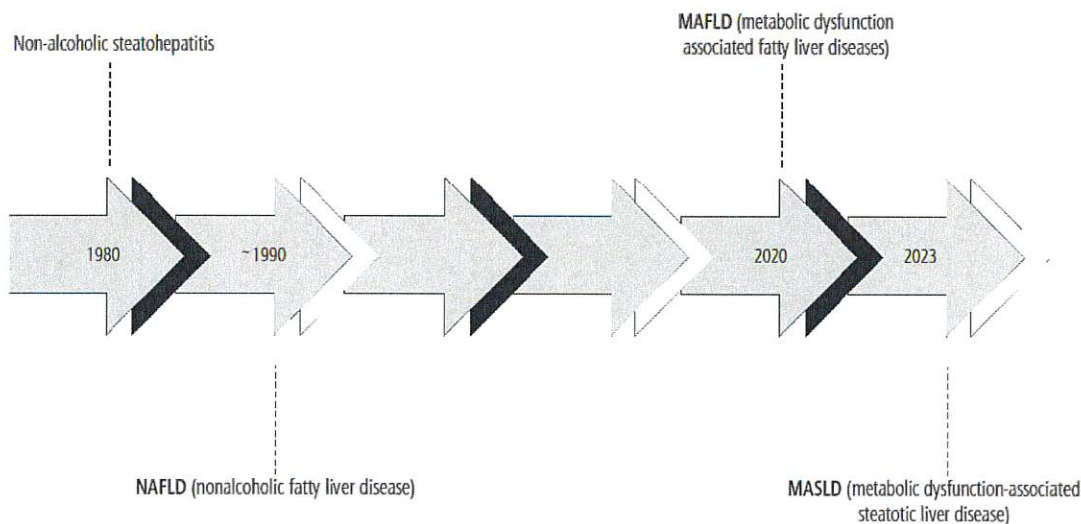 Non-alcoholic steatohepatitis
MAFLD (metabolic dysfunction
associated fatty liver diseases)
1980
~1990
2020
2023
NAFLD (nonalcoholic fatty liver disease)
MASLD (metabolic dysfunction-associated
steatotic liver disease)